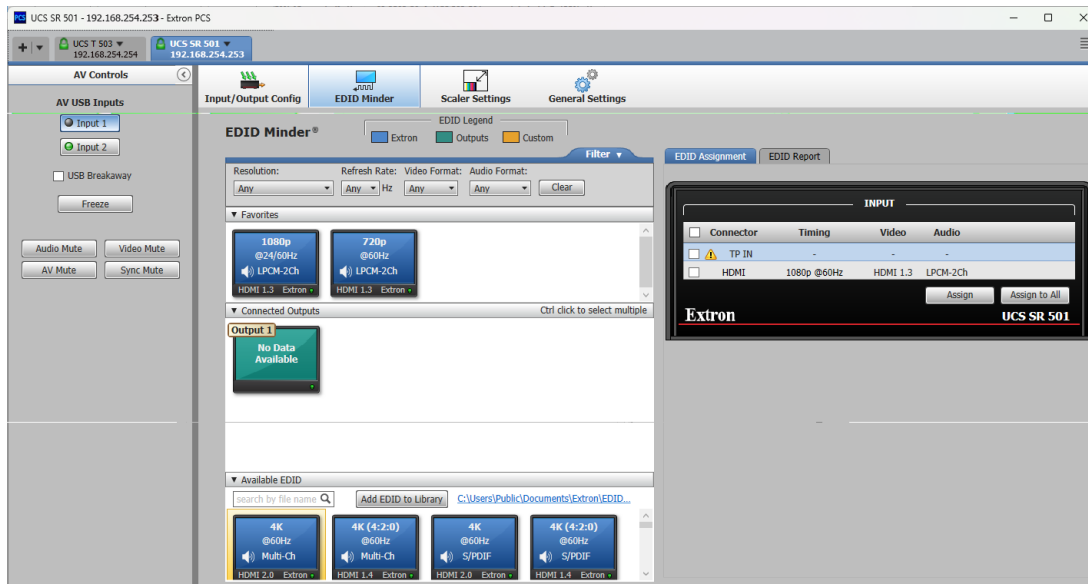 PCS UCS SR 501 - 192.168.254.253 - Extron PCS
UCS T 503
192.168.254.254
UCS SR 501
192.168.254.253
AV Controls
AV USB Inputs
Input 1
Input 2
USB Breakaway
Freeze
Audio Mute Video Mute
AV Mute Sync Mute
Input/Output Config EDID Minder Scaler Settings General Settings
EDID Minder®
EDID Legend
Extron Outputs Custom
Filter
Resolution: Refresh Rate: Video Format: Audio Format:
Any Any Hz Any Any Clear
Favorites
1080p
@24/60Hz
LPCM-2Ch
HDMI 1.3 Extron
720p
@60Hz
LPCM-2Ch
HDMI 1.3 Extron
Connected Outputs Ctrl click to select multiple
Output 1
No Data
Available
Available EDID
search by file name Add EDID to Library C:\Users\Public\Documents\Extron\EDID...
4K
@60Hz
Multi-Ch
HDMI 2.0 Extron
4K (4:2:0)
@60Hz
Multi-Ch
HDMI 1.4 Extron
4K
@60Hz
S/PDIF
HDMI 2.0 Extron
4K (4:2:0)
@60Hz
S/PDIF
HDMI 1.4 Extron
EDID Assignment EDID Report
INPUT
Connector Timing Video Audio
TP IN - - -
HDMI 1080p @60Hz HDMI 1.3 LPCM-2Ch
Assign Assign to All
Extron UCS SR 501